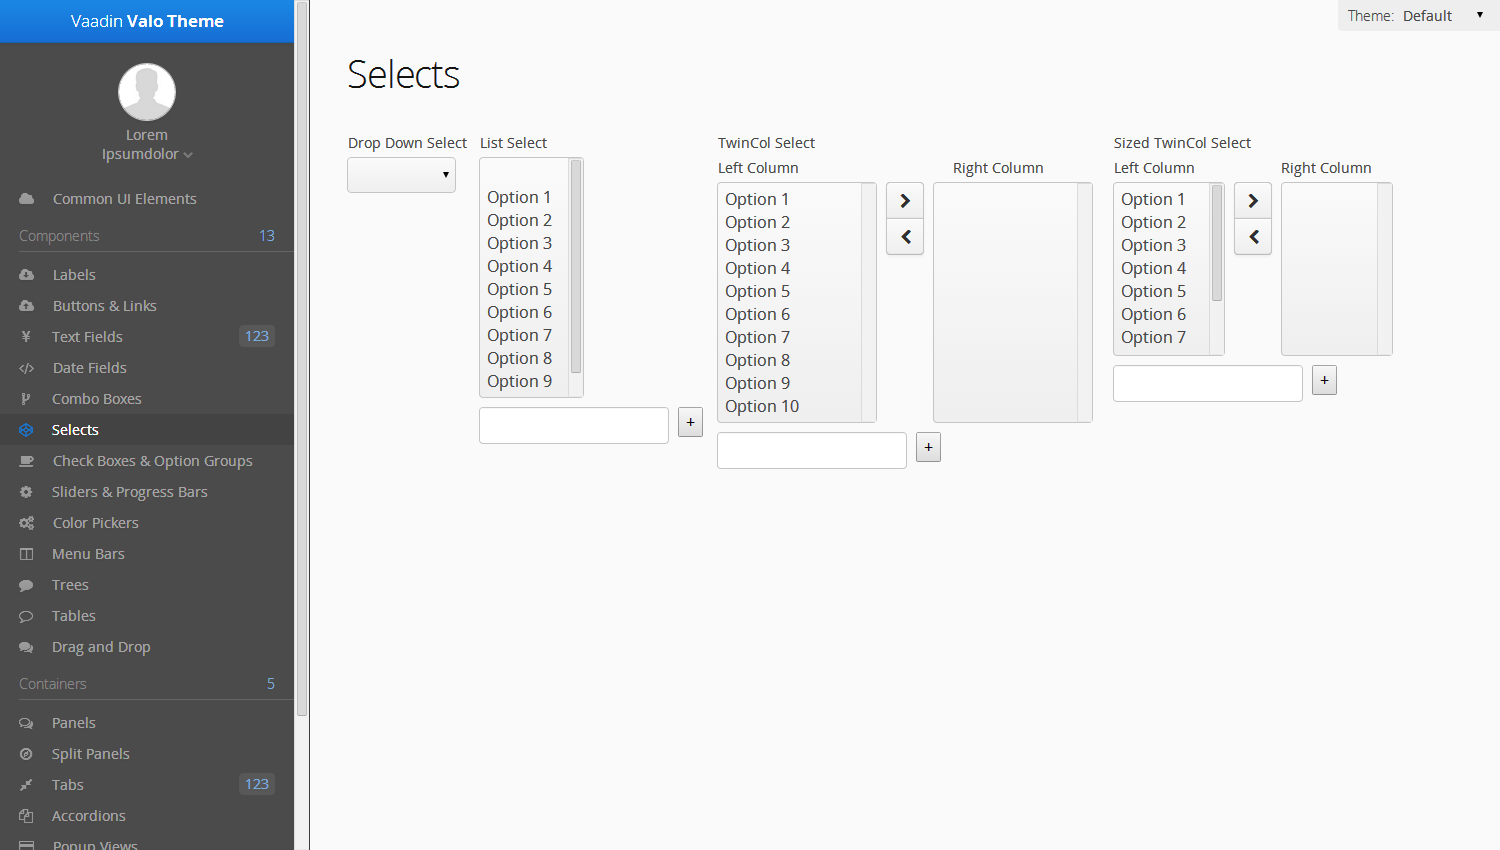 Vaadin Valo Theme
Lorem
Ipsumdolor
Common UI Elements
Components 13
Labels
Buttons & Links
Text Fields 123
Date Fields
Combo Boxes
Selects
Check Boxes & Option Groups
Sliders & Progress Bars
Color Pickers
Menu Bars
Trees
Tables
Drag and Drop
Containers 5
Panels
Split Panels
Tabs 123
Accordions
Popup Views
Theme: Default
Selects
Drop Down Select
List Select
Option 1
Option 2
Option 3
Option 4
Option 5
Option 6
Option 7
Option 8
Option 9
+
TwinCol Select
Left Column Right Column
Option 1
Option 2
Option 3
Option 4
Option 5
Option 6
Option 7
Option 8
Option 9
Option 10
+
Sized TwinCol Select
Left Column Right Column
Option 1
Option 2
Option 3
Option 4
Option 5
Option 6
Option 7
+